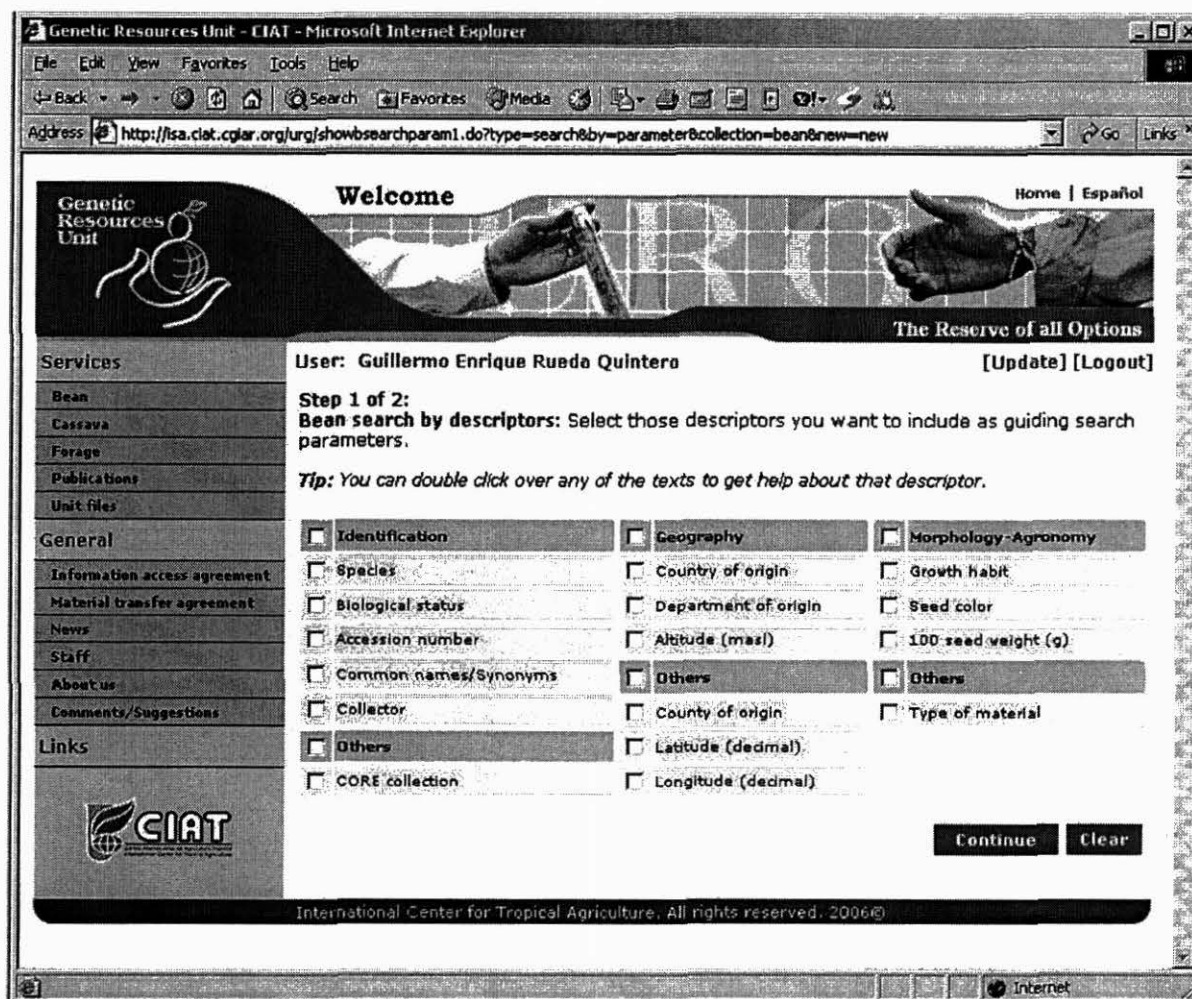 Genetic Resources Unit - CIAT - Microsoft Internet Explorer
File Edit View Favorites Tools Help
Back Search Favorites Media
Address http://isa.ciat.cgiar.org/urg/showbsearchparam1.do?type=search&by=parameter&collection=bean&new=new Go Links
Genetic
Resources
Unit
Welcome
Home | Español
The Reserve of all Options
Services
Bean
Cassava
Forage
Publications
Unit files
General
Information access agreement
Material transfer agreement
News
Staff
About us
Comments/Suggestions
Links
CIAT
User: Guillermo Enrique Rueda Quintero [Update] [Logout]
Step 1 of 2:
Bean search by descriptors: Select those descriptors you want to include as guiding search
parameters.
Tip: You can double click over any of the texts to get help about that descriptor.
Identification
Species
Biological status
Accession number
Common names/Synonyms
Collector
Others
CORE collection
Geography
Country of origin
Department of origin
Altitude (masl)
Others
County of origin
Latitude (decimal)
Longitude (decimal)
Morphology-Agronomy
Growth habit
Seed color
100 seed weight (g)
Others
Type of material
Continue Clear
International Center for Tropical Agriculture. All rights reserved. 2006©
Internet